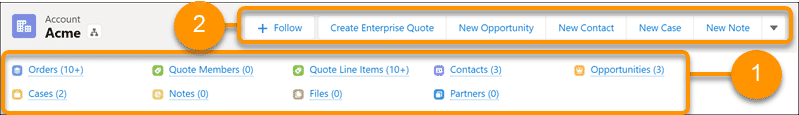 Account
Acme
2
+ Follow Create Enterprise Quote New Opportunity New Contact New Case New Note
Orders (10+) Quote Members (0) Quote Line Items (10+) Contacts (3) Opportunities (3)
Cases (2) Notes (0) Files (0) Partners (0)
1